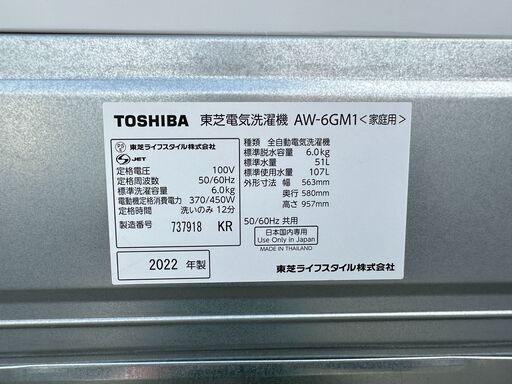 TOSHIBA 東芝電気洗濯機 AW-6GM1<家庭用>
東芝ライフスタイル株式会社
JET
定格電圧 100V
定格周波数 50/60Hz
標準洗濯容量 6.0kg
電動機定格消費電力 370/450W
定格時間 洗いのみ 12分
製造番号 737918 KR
2022 年製
種類 全自動電気洗濯機
標準脱水容量 6.0kg
標準水量 51L
標準使用水量 107L
外形寸法 幅 563mm
奥行 580mm
高さ 957mm
50/60Hz 共用
日本国内専用
Use Only in Japan
MADE IN THAILAND
東芝ライフスタイル株式会社